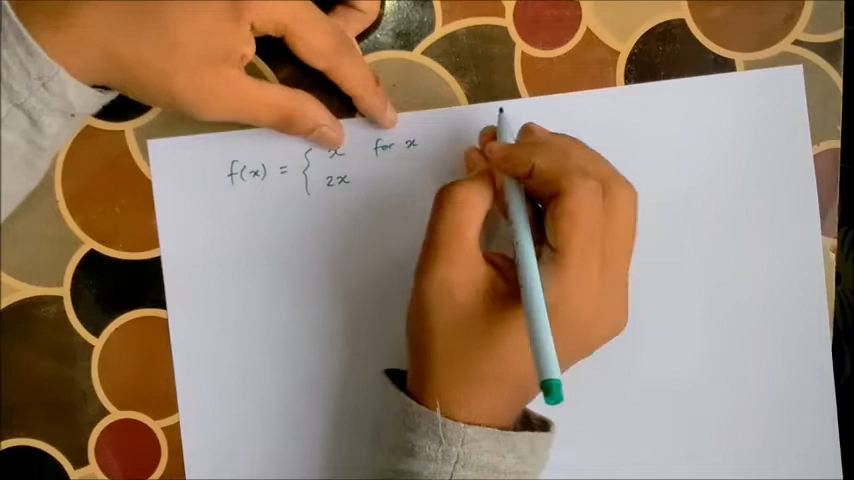 f(x) = { x for x
2x